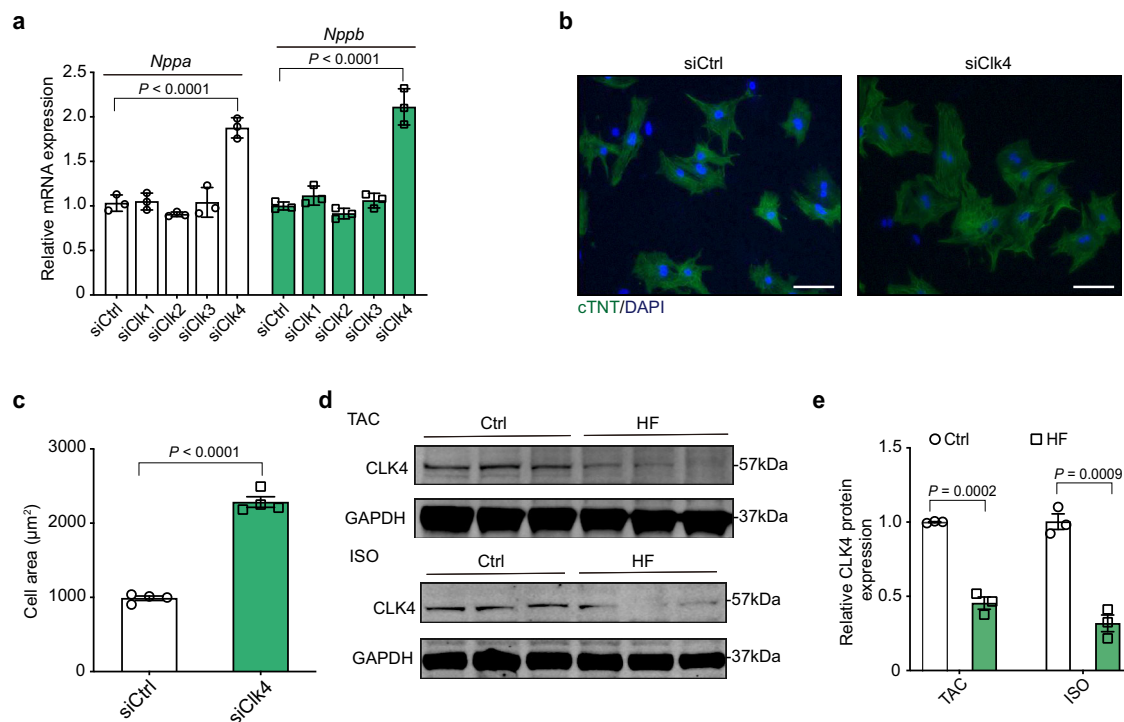 a
Nppb
Nppa
P < 0.0001
P < 0.0001
Relative mRNA expression
2.5
2.0
1.5
1.0
0.5
0.0
siCtrl
siClk1
siClk2
siClk3
siClk4
siCtrl
siClk1
siClk2
siClk3
siClk4
b
siCtrl
siClk4
cTNT/DAPI
c
P < 0.0001
Cell area (µm²)
3000
2000
1000
0
siCtrl
siClk4
d
TAC
Ctrl
HF
CLK4
-57kDa
GAPDH
-37kDa
ISO
Ctrl
HF
CLK4
-57kDa
GAPDH
-37kDa
e
Ctrl
HF
P = 0.0002
P = 0.0009
Relative CLK4 protein
expression
1.5
1.0
0.5
0
TAC
ISO